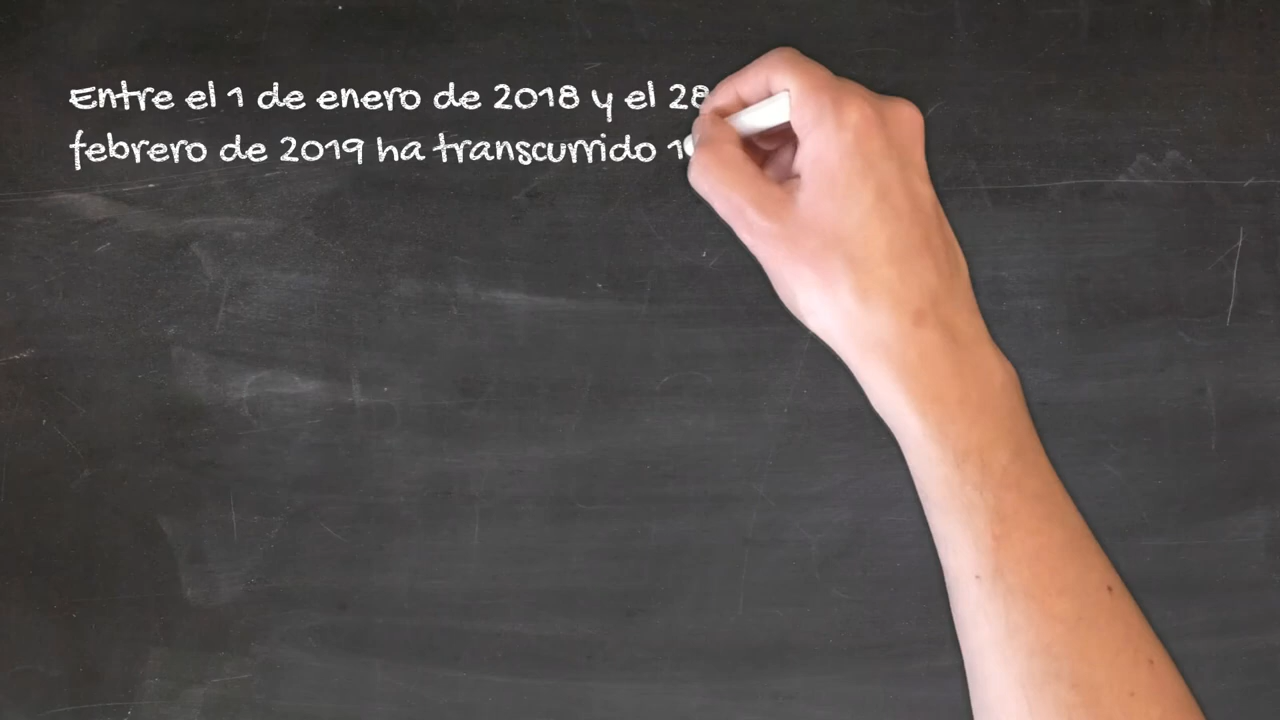 Entre el 1 de enero de 2018 y el 28
febrero de 2019 ha transcurrido